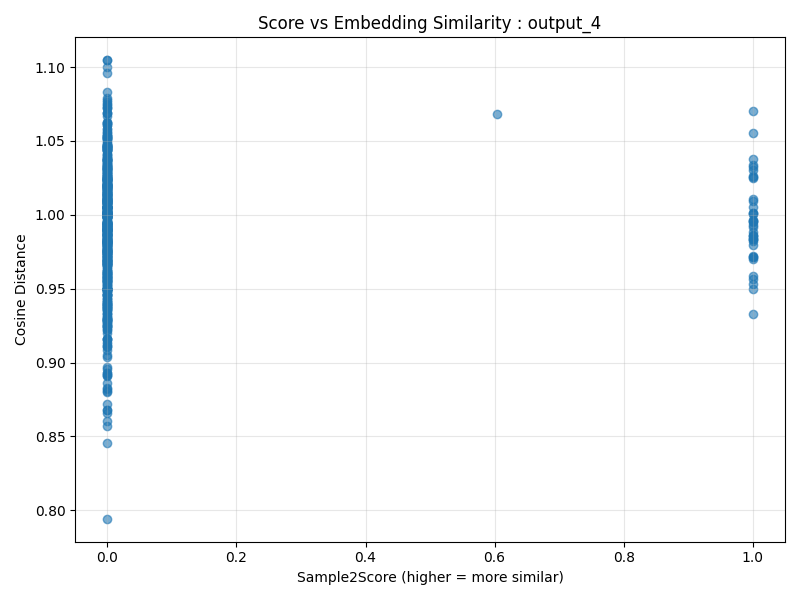 Score vs Embedding Similarity : output_4
Cosine Distance
1.10
1.05
1.00
0.95
0.90
0.85
0.80
0.0 0.2 0.4 0.6 0.8 1.0
Sample2Score (higher = more similar)